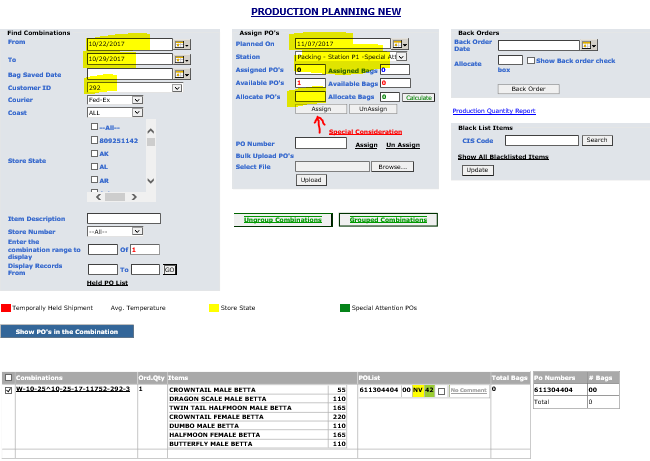 PRODUCTION PLANNING NEW
Find Combinations
From 10/22/2017
To 10/29/2017
Bag Saved Date
Customer ID 292
Courier Fed-Ex
Coast ALL
--All--
809251142
AK
Store State AL
AR
Item Description
Store Number --All--
Enter the combination range to display Of 1
Display Records From To GO
Held PO List
Assign PO's
Planned On 11/07/2017
Station Packing - Station P1 -Special Att
Assigned PO's 0 Assigned Bags 0
Available PO's 1 Available Bags 0
Allocate PO's Allocate Bags 0 Calculate
Assign UnAssign
Special Consideration
PO Number Assign Un Assign
Bulk Upload PO's
Select File Browse...
Upload
Ungroup Combinations Grouped Combinations
Back Orders
Back Order Date
Allocate Show Back order check box
Back Order
Production Quantity Report
Black List Items
CIS Code Search
Show All Blacklisted Items
Update
Temporally Held Shipment Avg. Temperature Store State Special Attention POs
Show PO's in the Combination
Combinations Ord.Qty Items POList Total Bags Po Numbers # Bags
W-10-25^10-25-17-11752-292-3 1 CROWNTAIL MALE BETTA 55 611304404 00 NV 42 No Comment 0 611304404 00
DRAGON SCALE MALE BETTA 110 Total 0
TWIN TAIL HALFMOON MALE BETTA 165
CROWNTAIL FEMALE BETTA 220
DUMBO MALE BETTA 110
HALFMOON FEMALE BETTA 165
BUTTERFLY MALE BETTA 110